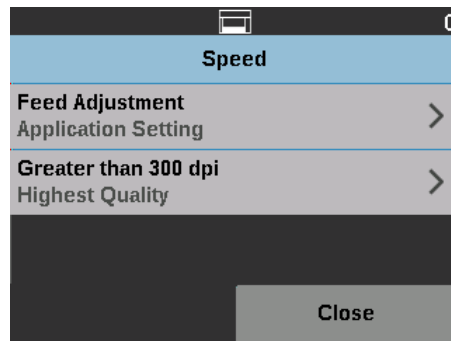 Speed
Feed Adjustment
Application Setting
Greater than 300 dpi
Highest Quality
Close